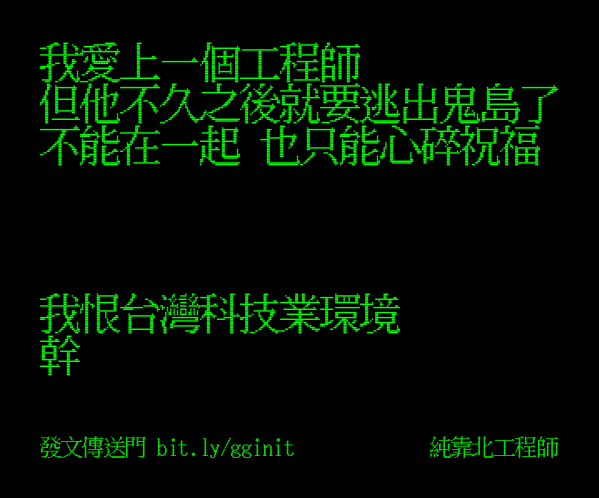 我愛上一個工程師
但他不久之後就要逃出鬼島了
不能在一起 也只能心碎祝福
我恨台灣科技業環境
幹
發文傳送門 bit.ly/gginit
純靠北工程師